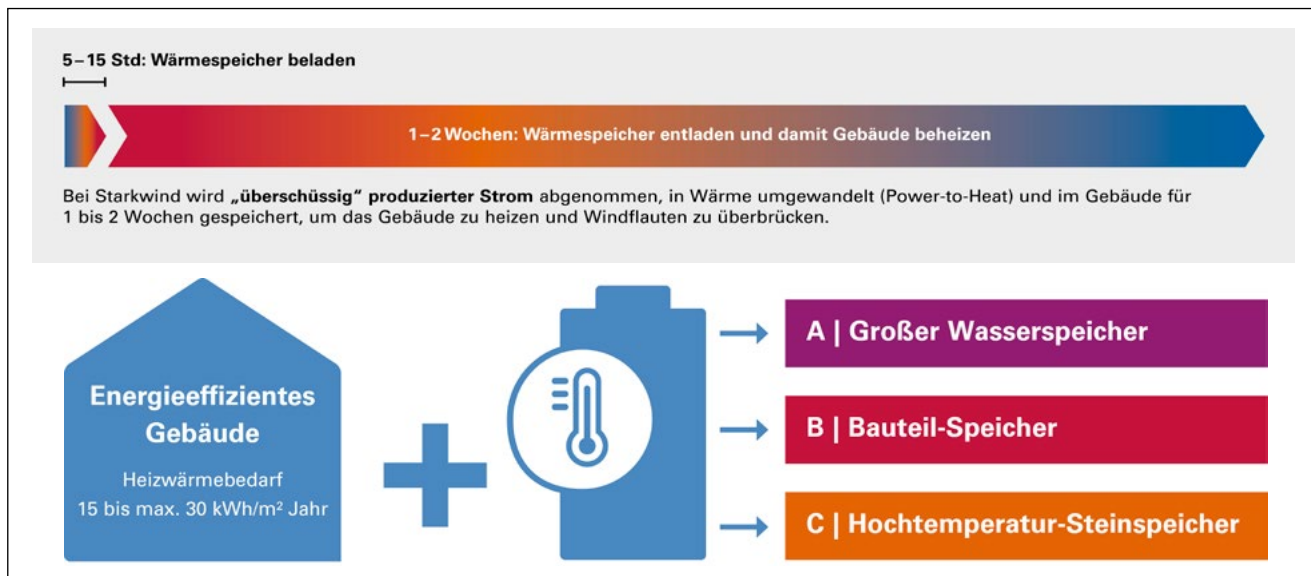 5–15 Std: Wärmespeicher beladen
1–2 Wochen: Wärmespeicher entladen und damit Gebäude beheizen
Bei Starkwind wird „überschüssig“ produzierter Strom abgenommen, in Wärme umgewandelt (Power-to-Heat) und im Gebäude für
1 bis 2 Wochen gespeichert, um das Gebäude zu heizen und Windflauten zu überbrücken.
Energieeffizientes
Gebäude
Heizwärmebedarf
15 bis max. 30 kWh/m² Jahr
A | Großer Wasserspeicher
B | Bauteil-Speicher
C | Hochtemperatur-Steinspeicher